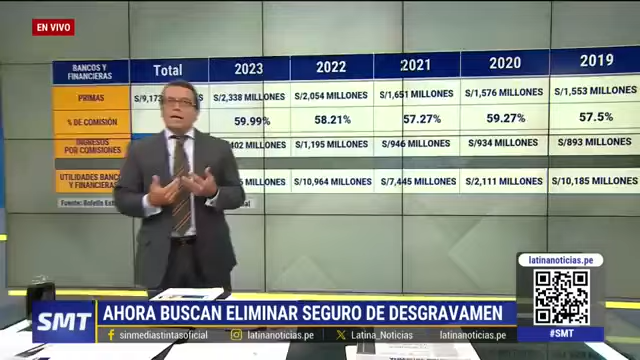 EN VIVO
BANCOS Y FINANCIERAS Total 2023 2022 2021 2020 2019
PRIMAS S/2,338 MILLONES S/2,054 MILLONES S/1,651 MILLONES S/1,576 MILLONES S/1,553 MILLONES
% DE COMISIÓN 59.99% 58.21% 57.27% 59.27% 57.5%
INGRESOS POR COMISIONES MILLONES S/1,195 MILLONES S/946 MILLONES S/934 MILLONES S/893 MILLONES
UTILIDADES BANCOS Y FINANCIERAS MILLONES S/10,964 MILLONES S/7,445 MILLONES S/2,111 MILLONES S/10,185 MILLONES
Fuente: Boletín
latinanoticias.pe
#SMT
SMT
AHORA BUSCAN ELIMINAR SEGURO DE DESGRAVAMEN
sinmediastintasoficial latinanoticias.pe Latina_Noticias latinanoticias.pe